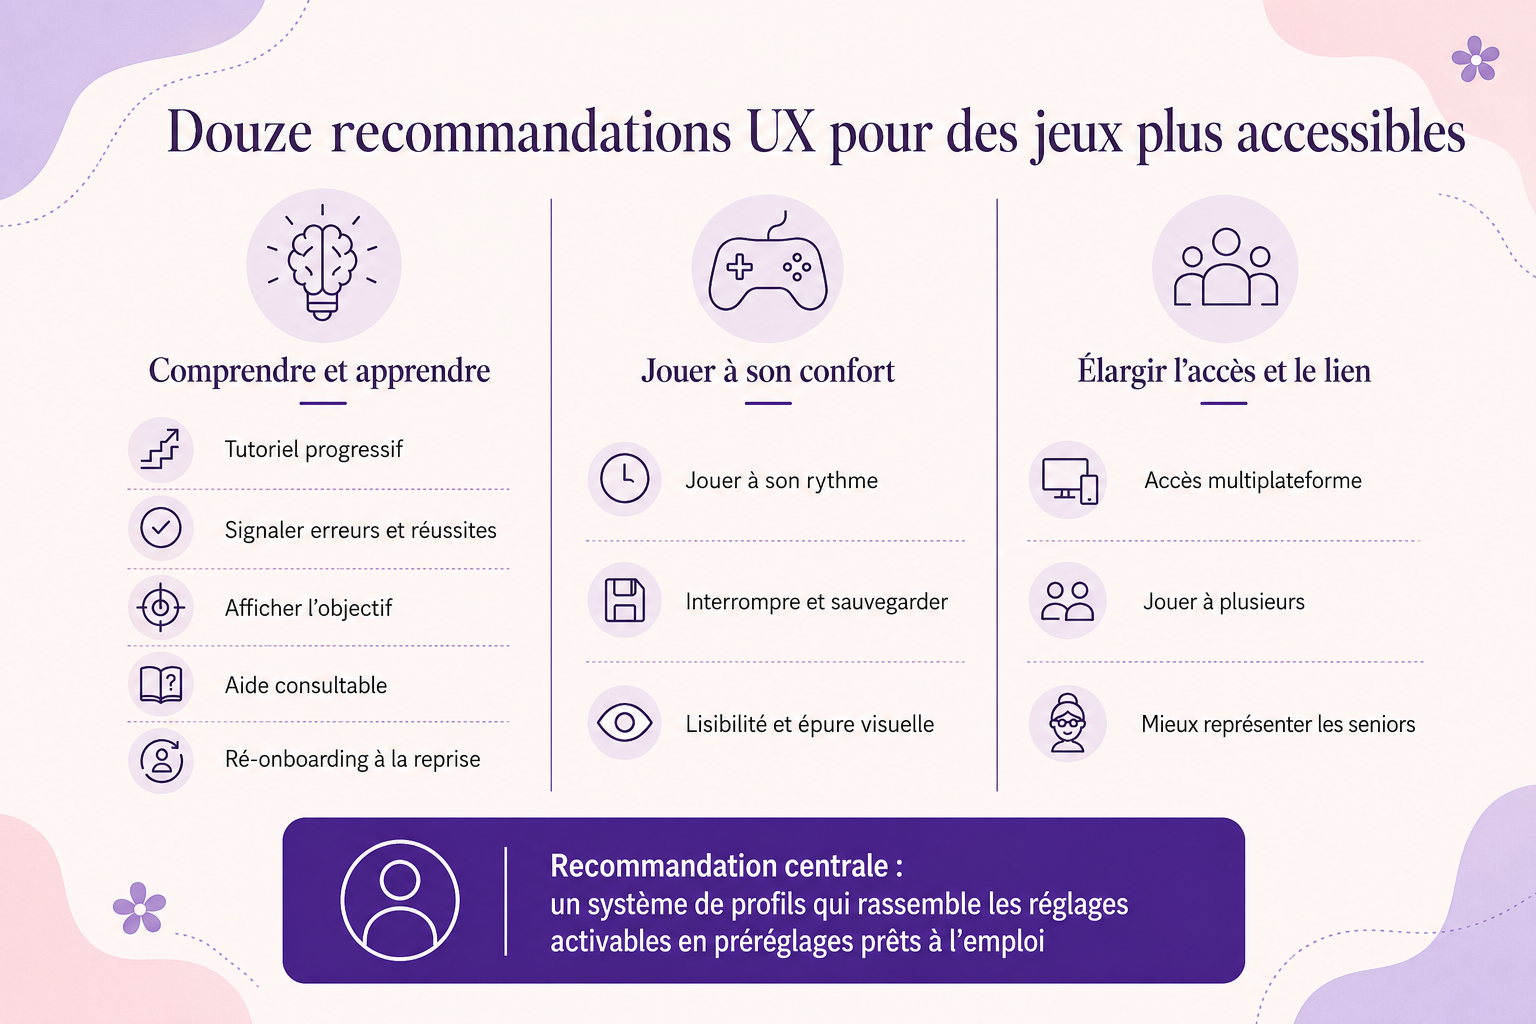 Douze recommandations UX pour des jeux plus accessibles
Comprendre et apprendre
Tutoriel progressif
Signaler erreurs et réussites
Afficher l’objectif
?
Aide consultable
Ré-onboarding à la reprise
Jouer à son confort
Jouer à son rythme
Interrompre et sauvegarder
Lisibilité et épure visuelle
Élargir l’accès et le lien
Accès multiplateforme
Jouer à plusieurs
Mieux représenter les seniors
Recommandation centrale :
un système de profils qui rassemble les réglages
activables en préréglages prêts à l’emploi